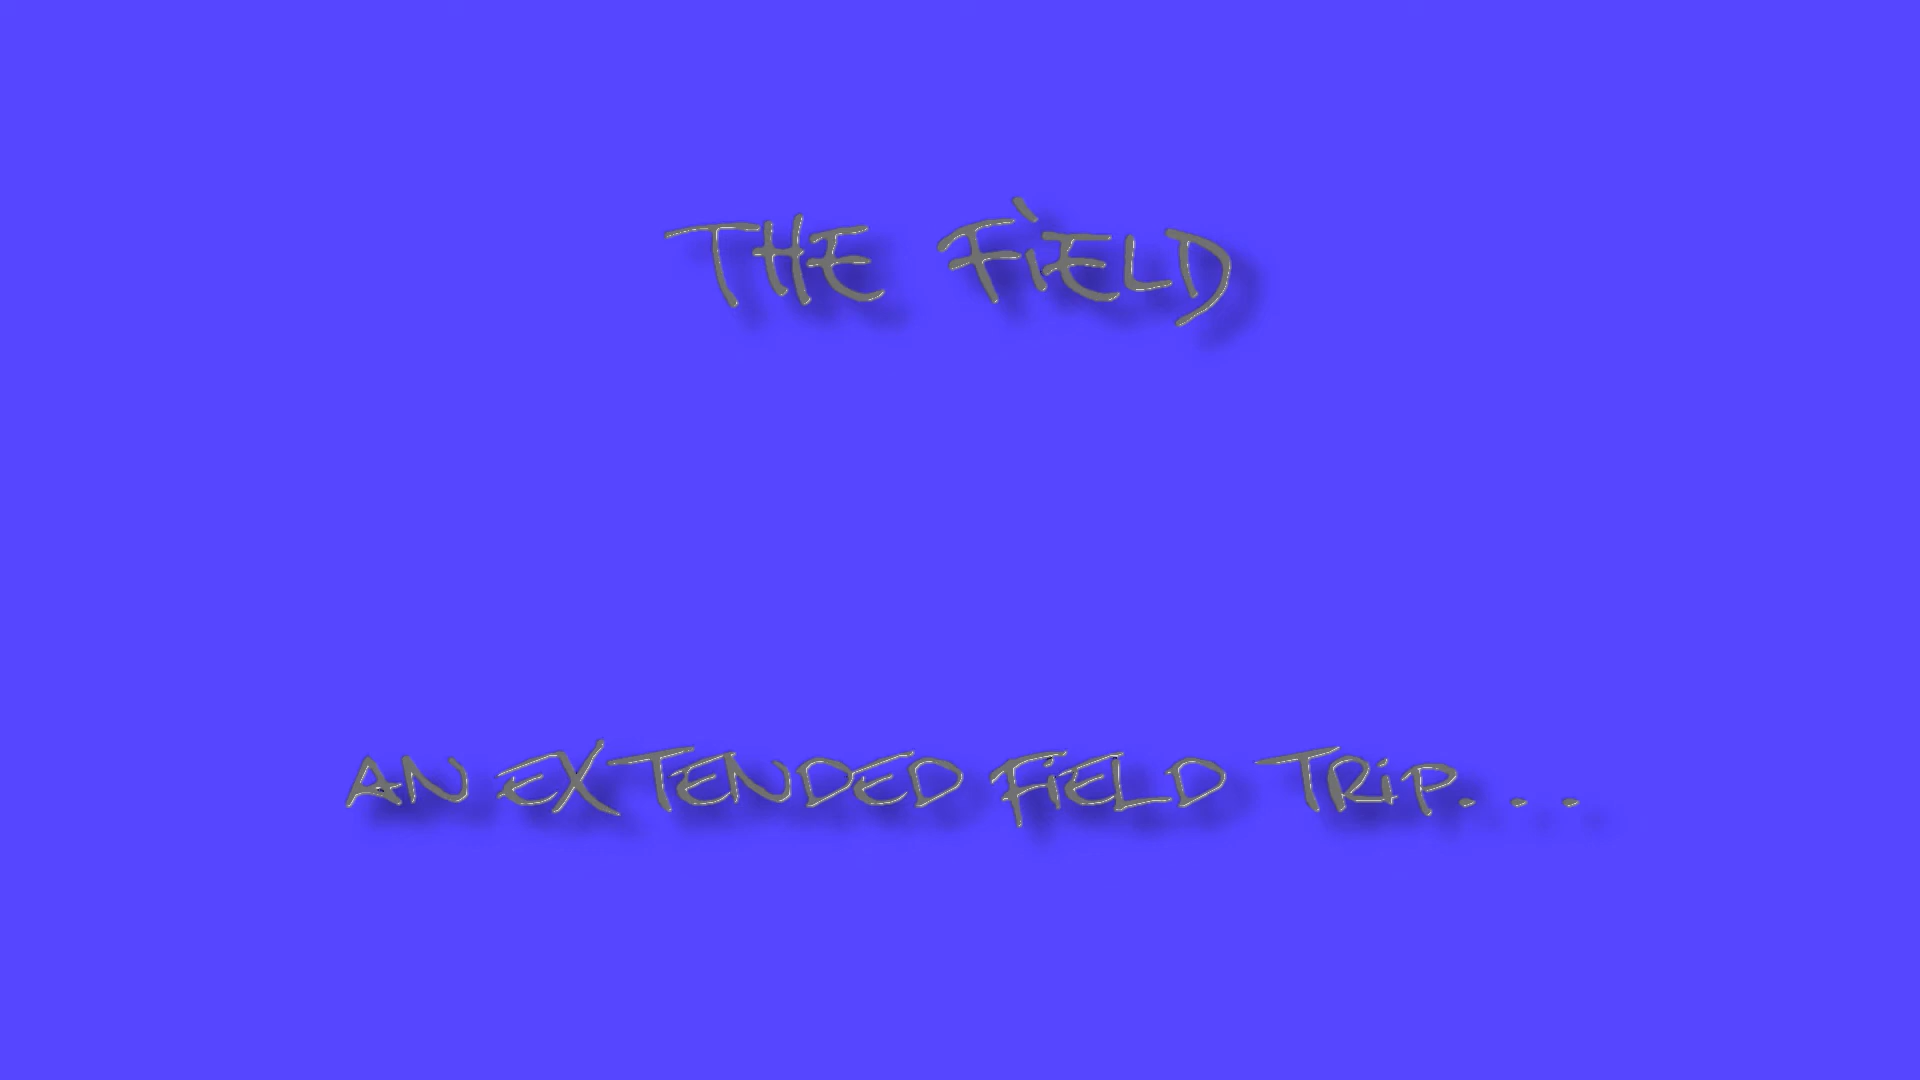 THE FiELD
AN EXTENDED FiELD TRiP. . .